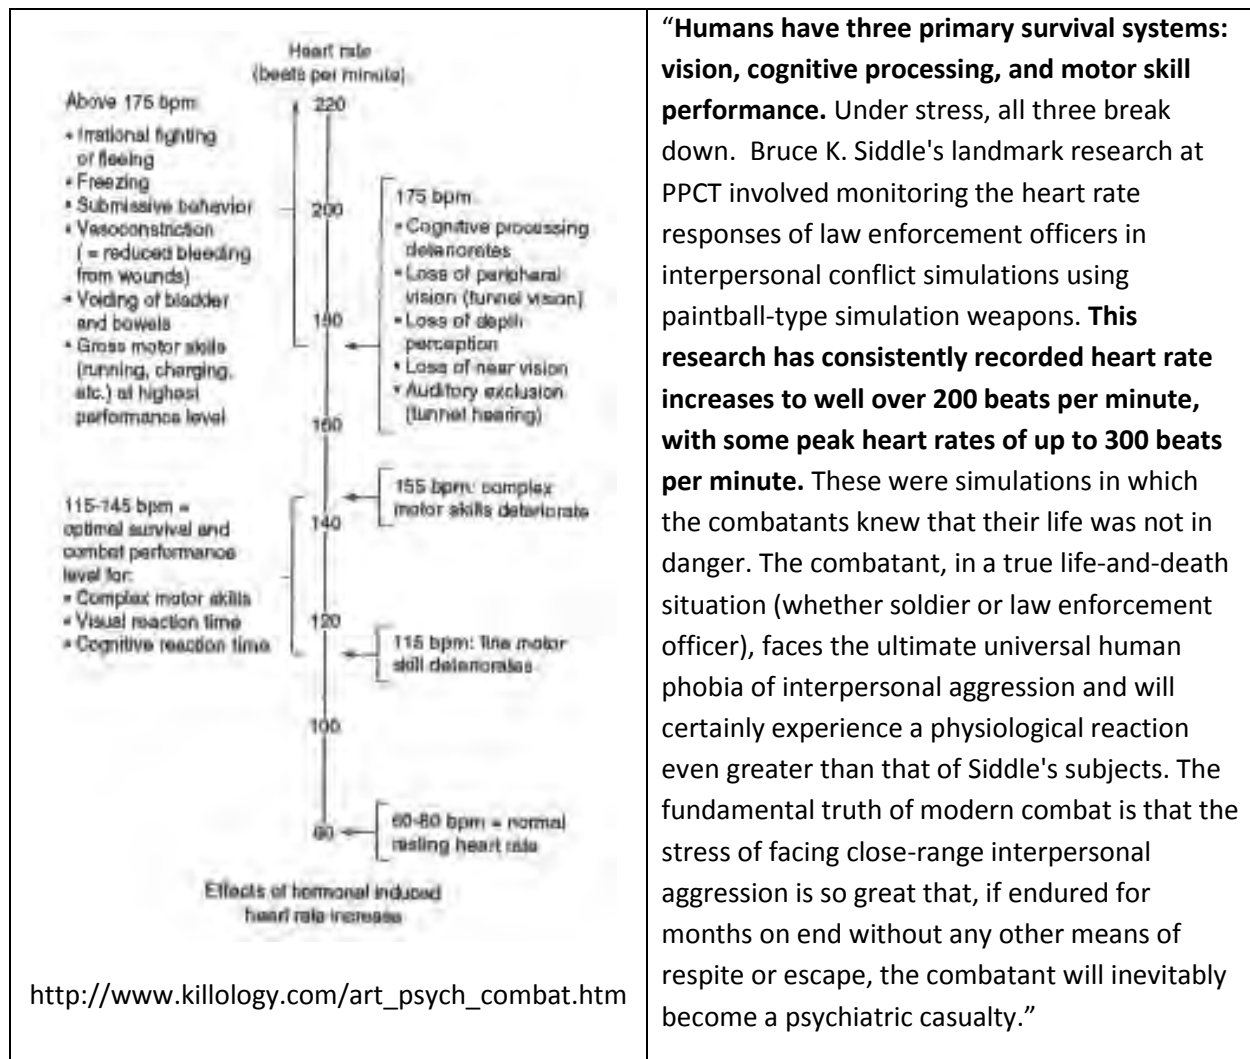 Heart rate
(beats per minute)
Above 175 bpm
• Irrational fighting
or fleeing
• Freezing
• Submissive behavior
• Vasoconstriction
( = reduced bleeding
from wounds)
• Voiding of bladder
and bowels
• Gross motor skills
(running, charging,
etc.) at highest
performance level
115-145 bpm =
optimal survival and
combat performance
level for:
• Complex motor skills
• Visual reaction time
• Cognitive reaction time
220
200
180
160
140
120
100
175 bpm
• Cognitive processing
deteriorates
• Loss of peripheral
vision (tunnel vision)
• Loss of depth
perception
• Loss of near vision
• Auditory exclusion
(tunnel hearing)
155 bpm: complex
motor skills deteriorate
115 bpm: fine motor
skill deteriorates
60-80 bpm = normal
resting heart rate
Effects of hormonal induced
heart rate increase
http://www.killology.com/art_psych_combat.htm
“Humans have three primary survival systems:
vision, cognitive processing, and motor skill
performance. Under stress, all three break
down.  Bruce K. Siddle's landmark research at
PPCT involved monitoring the heart rate
responses of law enforcement officers in
interpersonal conflict simulations using
paintball-type simulation weapons. This
research has consistently recorded heart rate
increases to well over 200 beats per minute,
with some peak heart rates of up to 300 beats
per minute. These were simulations in which
the combatants knew that their life was not in
danger. The combatant, in a true life-and-death
situation (whether soldier or law enforcement
officer), faces the ultimate universal human
phobia of interpersonal aggression and will
certainly experience a physiological reaction
even greater than that of Siddle's subjects. The
fundamental truth of modern combat is that the
stress of facing close-range interpersonal
aggression is so great that, if endured for
months on end without any other means of
respite or escape, the combatant will inevitably
become a psychiatric casualty.”